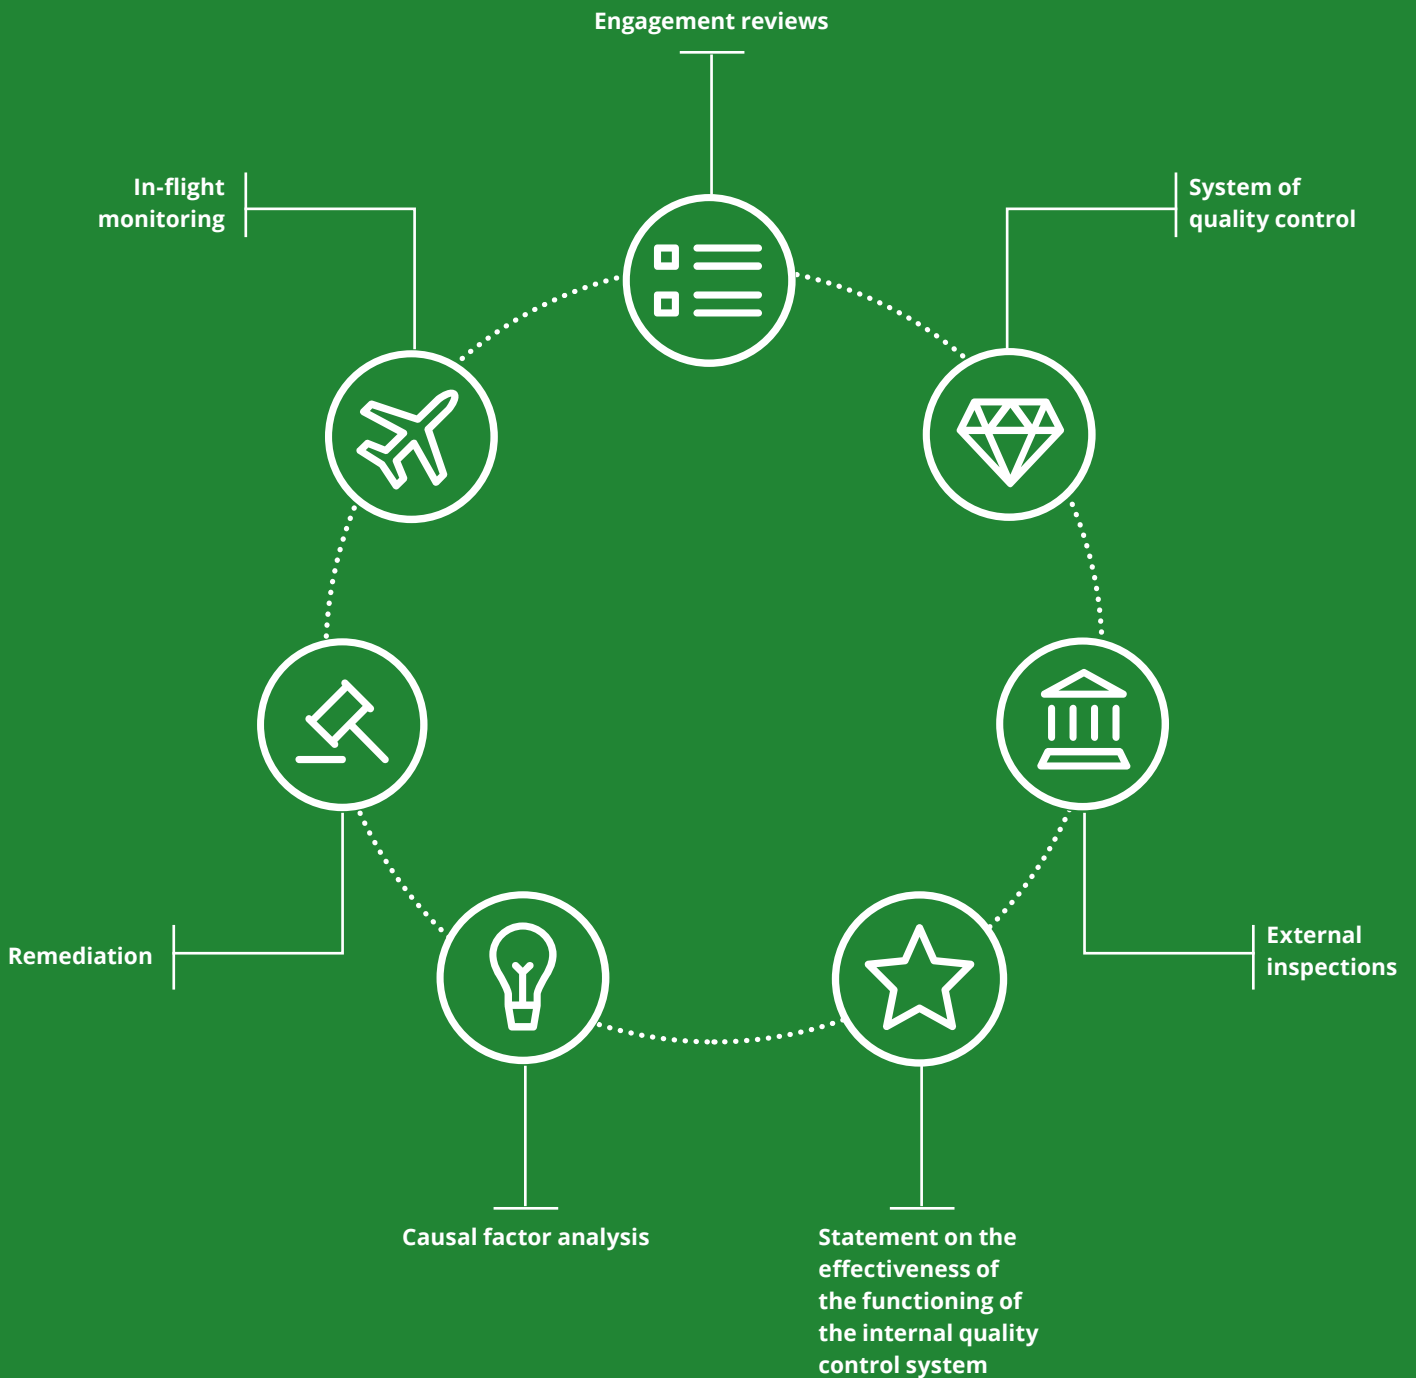 Engagement reviews
In-flight
monitoring
System of
quality control
Remediation
External
inspections
Causal factor analysis
Statement on the
effectiveness of
the functioning of
the internal quality
control system